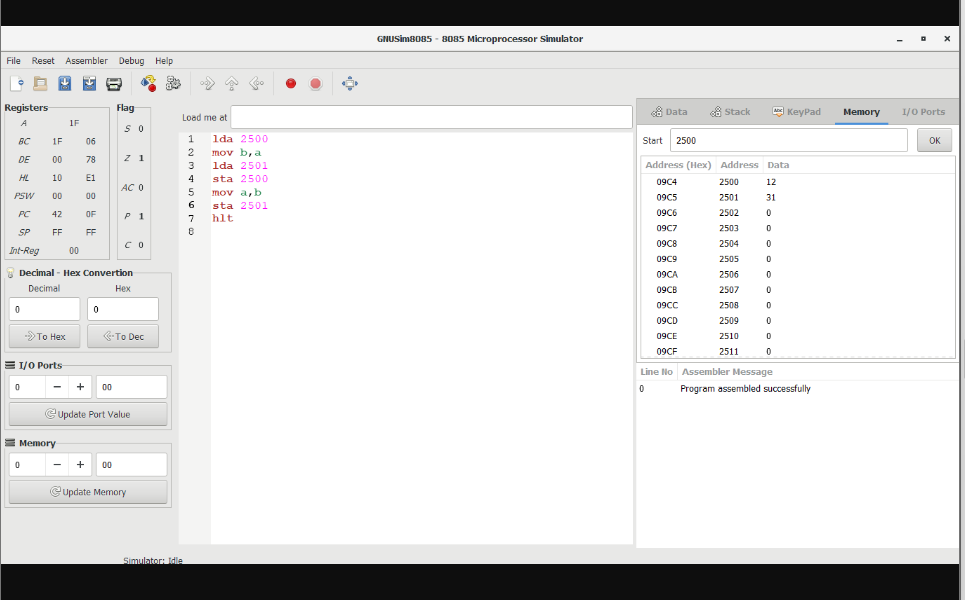 GNUSim8085 - 8085 Microprocessor Simulator
File Reset Assembler Debug Help
Registers
A 1F
BC 1F 06
DE 00 78
HL 10 E1
PSW 00 00
PC 42 0F
SP FF FF
Int-Reg 00
Flag
S 0
Z 1
AC 0
P 1
C 0
Decimal - Hex Convertion
Decimal Hex
0 0
To Hex To Dec
I/O Ports
0 − + 00
Update Port Value
Memory
0 − + 00
Update Memory
Load me at
1 lda 2500
2 mov b,a
3 lda 2501
4 sta 2500
5 mov a,b
6 sta 2501
7 hlt
8
Data Stack Abc KeyPad Memory I/O Ports
Start 2500 OK
Address (Hex) Address Data
09C4 2500 12
09C5 2501 31
09C6 2502 0
09C7 2503 0
09C8 2504 0
09C9 2505 0
09CA 2506 0
09CB 2507 0
09CC 2508 0
09CD 2509 0
09CE 2510 0
09CF 2511 0
Line No Assembler Message
0 Program assembled successfully
Simulator: Idle